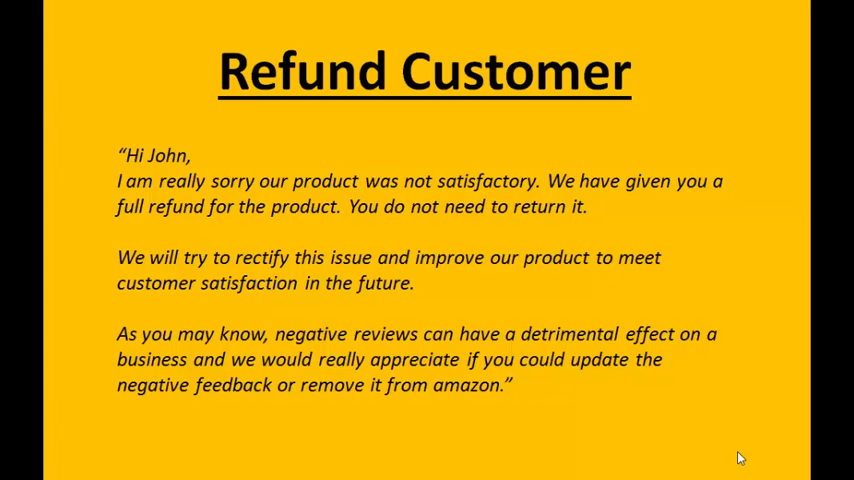 Refund Customer
“Hi John,
I am really sorry our product was not satisfactory. We have given you a
full refund for the product. You do not need to return it.
We will try to rectify this issue and improve our product to meet
customer satisfaction in the future.
As you may know, negative reviews can have a detrimental effect on a
business and we would really appreciate if you could update the
negative feedback or remove it from amazon.”